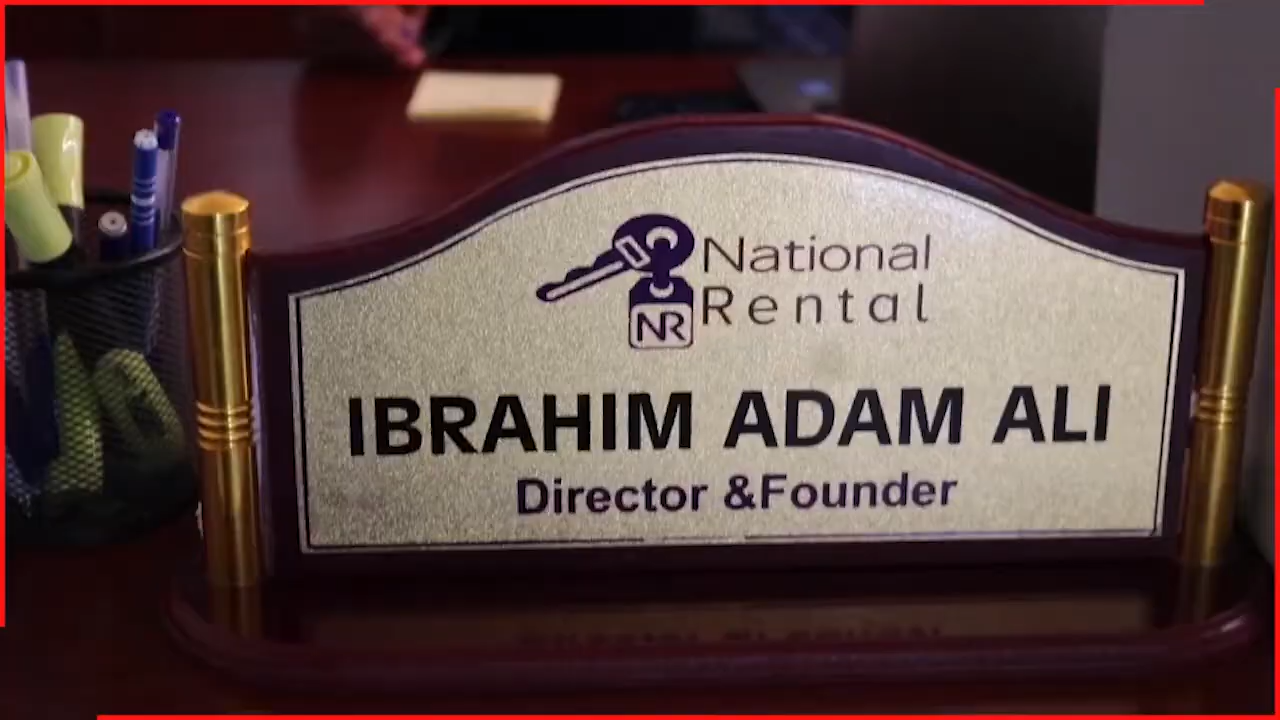 National
Rental
NR
IBRAHIM ADAM ALI
Director &Founder